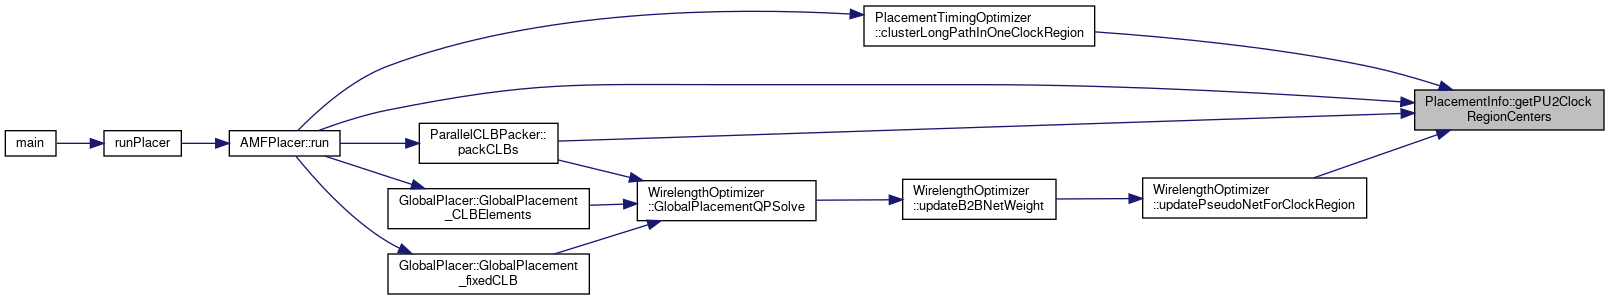 main
runPlacer
AMFPlacer::run
PlacementTimingOptimizer
::clusterLongPathInOneClockRegion
ParallelCLBPacker::
packCLBs
GlobalPlacer::GlobalPlacement
_CLBElements
GlobalPlacer::GlobalPlacement
_fixedCLB
WirelengthOptimizer
::GlobalPlacementQPSolve
WirelengthOptimizer
::updateB2BNetWeight
WirelengthOptimizer
::updatePseudoNetForClockRegion
PlacementInfo::getPU2Clock
RegionCenters